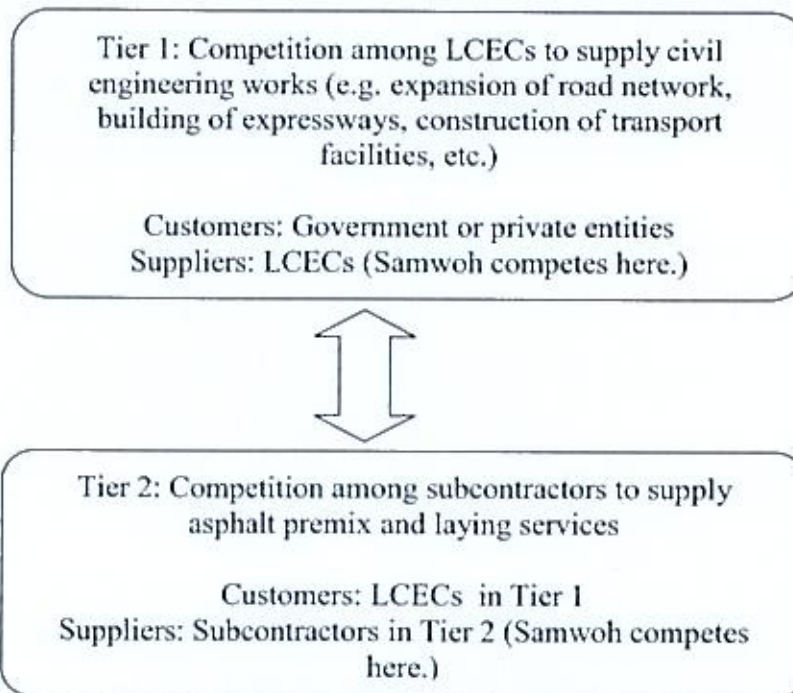 Tier 1: Competition among LCECs to supply civil
engineering works (e.g. expansion of road network,
building of expressways, construction of transport
facilities, etc.)
Customers: Government or private entities
Suppliers: LCECs (Samwoh competes here.)
Tier 2: Competition among subcontractors to supply
asphalt premix and laying services
Customers: LCECs in Tier 1
Suppliers: Subcontractors in Tier 2 (Samwoh competes
here.)